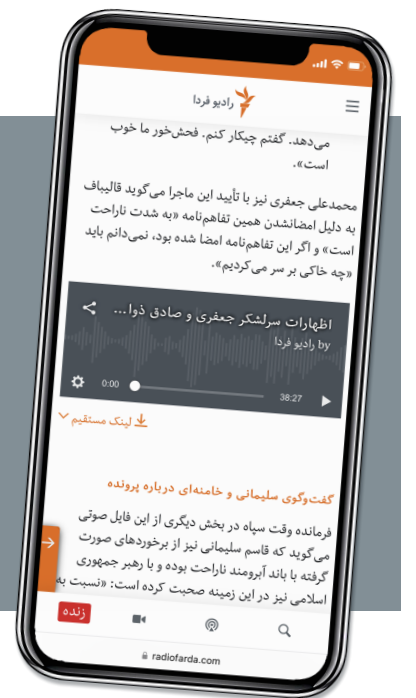 رادیو فردا
می‌دهد. گفتم چیکار کنم. فحش‌خور ما خوب
است».
محمدعلی جعفری نیز با تأیید این ماجرا می‌گوید قالیباف
به دلیل امضانشدن همین تفاهم‌نامه «به شدت ناراحت
است» و اگر این تفاهم‌نامه امضا شده بود، نمی‌دانم باید
«چه خاکی بر سر می‌کردیم».
اظهارات سرلشکر جعفری و صادق ذوا...
by رادیو فردا
0:00
38:27
لینک مستقیم
گفت‌وگوی سلیمانی و خامنه‌ای درباره پرونده
فرمانده وقت سپاه در بخش دیگری از این فایل صوتی
می‌گوید که قاسم سلیمانی نیز از برخوردهای صورت
گرفته با باند آبرومند ناراحت بوده و با رهبر جمهوری
اسلامی نیز در این زمینه صحبت کرده است: «نسبت به
زنده
radiofarda.com